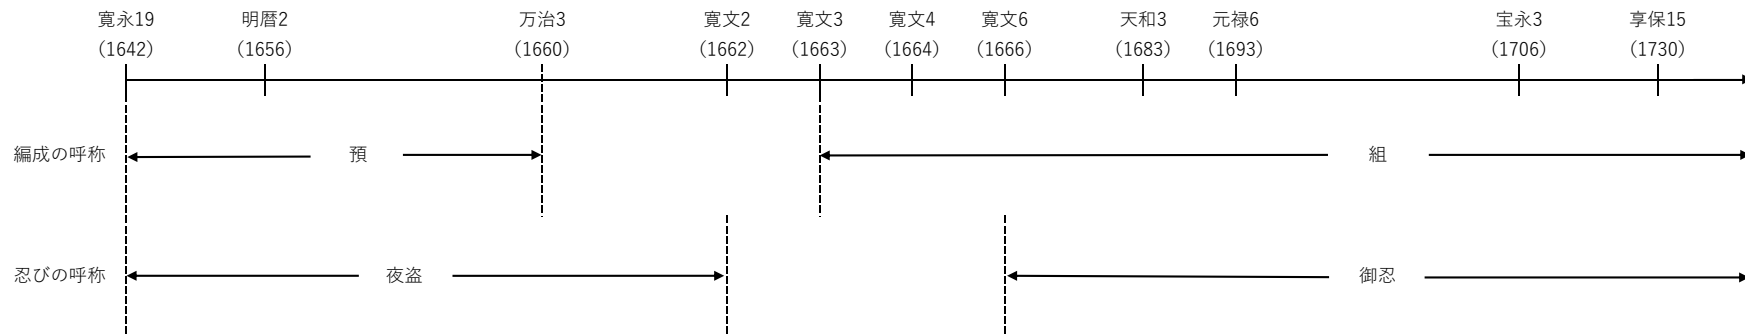 寛永19 明暦2 万治3 寛文2 寛文3 寛文4 寛文6 天和3 元禄6 宝永3 享保15
(1642) (1656) (1660) (1662) (1663) (1664) (1666) (1683) (1693) (1706) (1730)
編成の呼称 預 組
忍びの呼称 夜盗 御忍